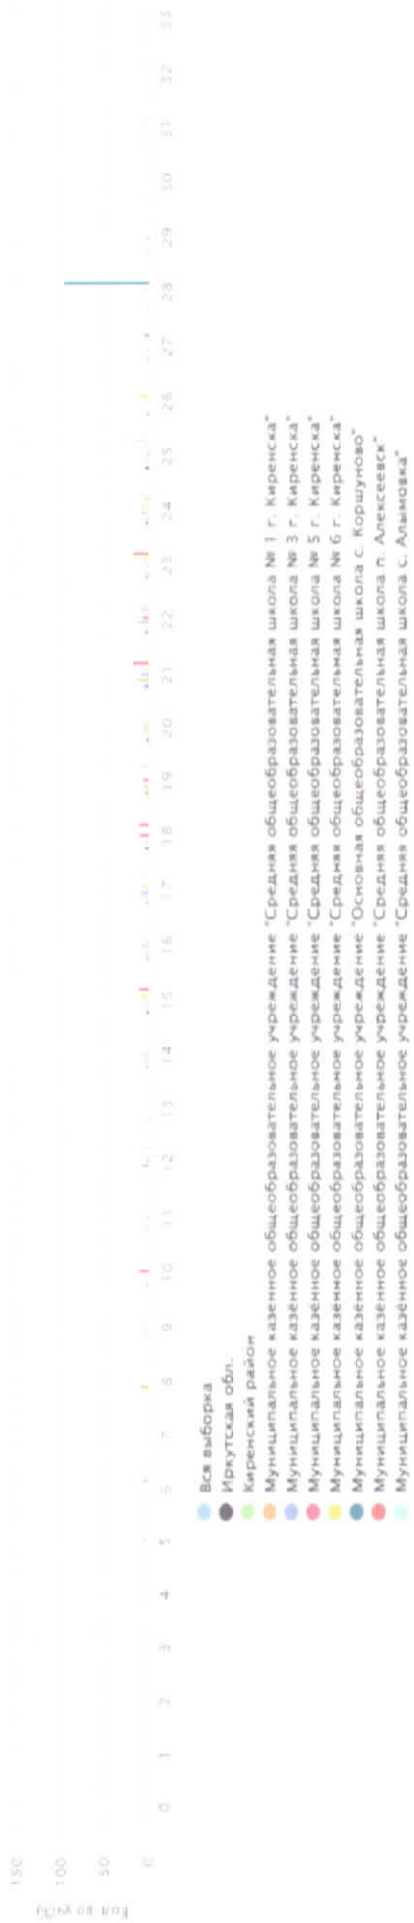 150
100
50
0
0 1 2 3 4 5 6 7 8 9 10 11 12 13 14 15 16 17 18 19 20 21 22 23 24 25 26 27 28 29 30 31 32 33
Вся выборка
Иркутская обл.
Киренский район
Муниципальное казённое общеобразовательное учреждение "Средняя общеобразовательная школа № 1 г. Киренска"
Муниципальное казённое общеобразовательное учреждение "Средняя общеобразовательная школа № 3 г. Киренска"
Муниципальное казённое общеобразовательное учреждение "Средняя общеобразовательная школа № 5 г. Киренска"
Муниципальное казённое общеобразовательное учреждение "Средняя общеобразовательная школа № 6 г. Киренска"
Муниципальное казённое общеобразовательное учреждение "Основная общеобразовательная школа с. Коршуново"
Муниципальное казённое общеобразовательное учреждение "Средняя общеобразовательная школа п. Алексеевск"
Муниципальное казённое общеобразовательное учреждение "Средняя общеобразовательная школа с. Алымовка"